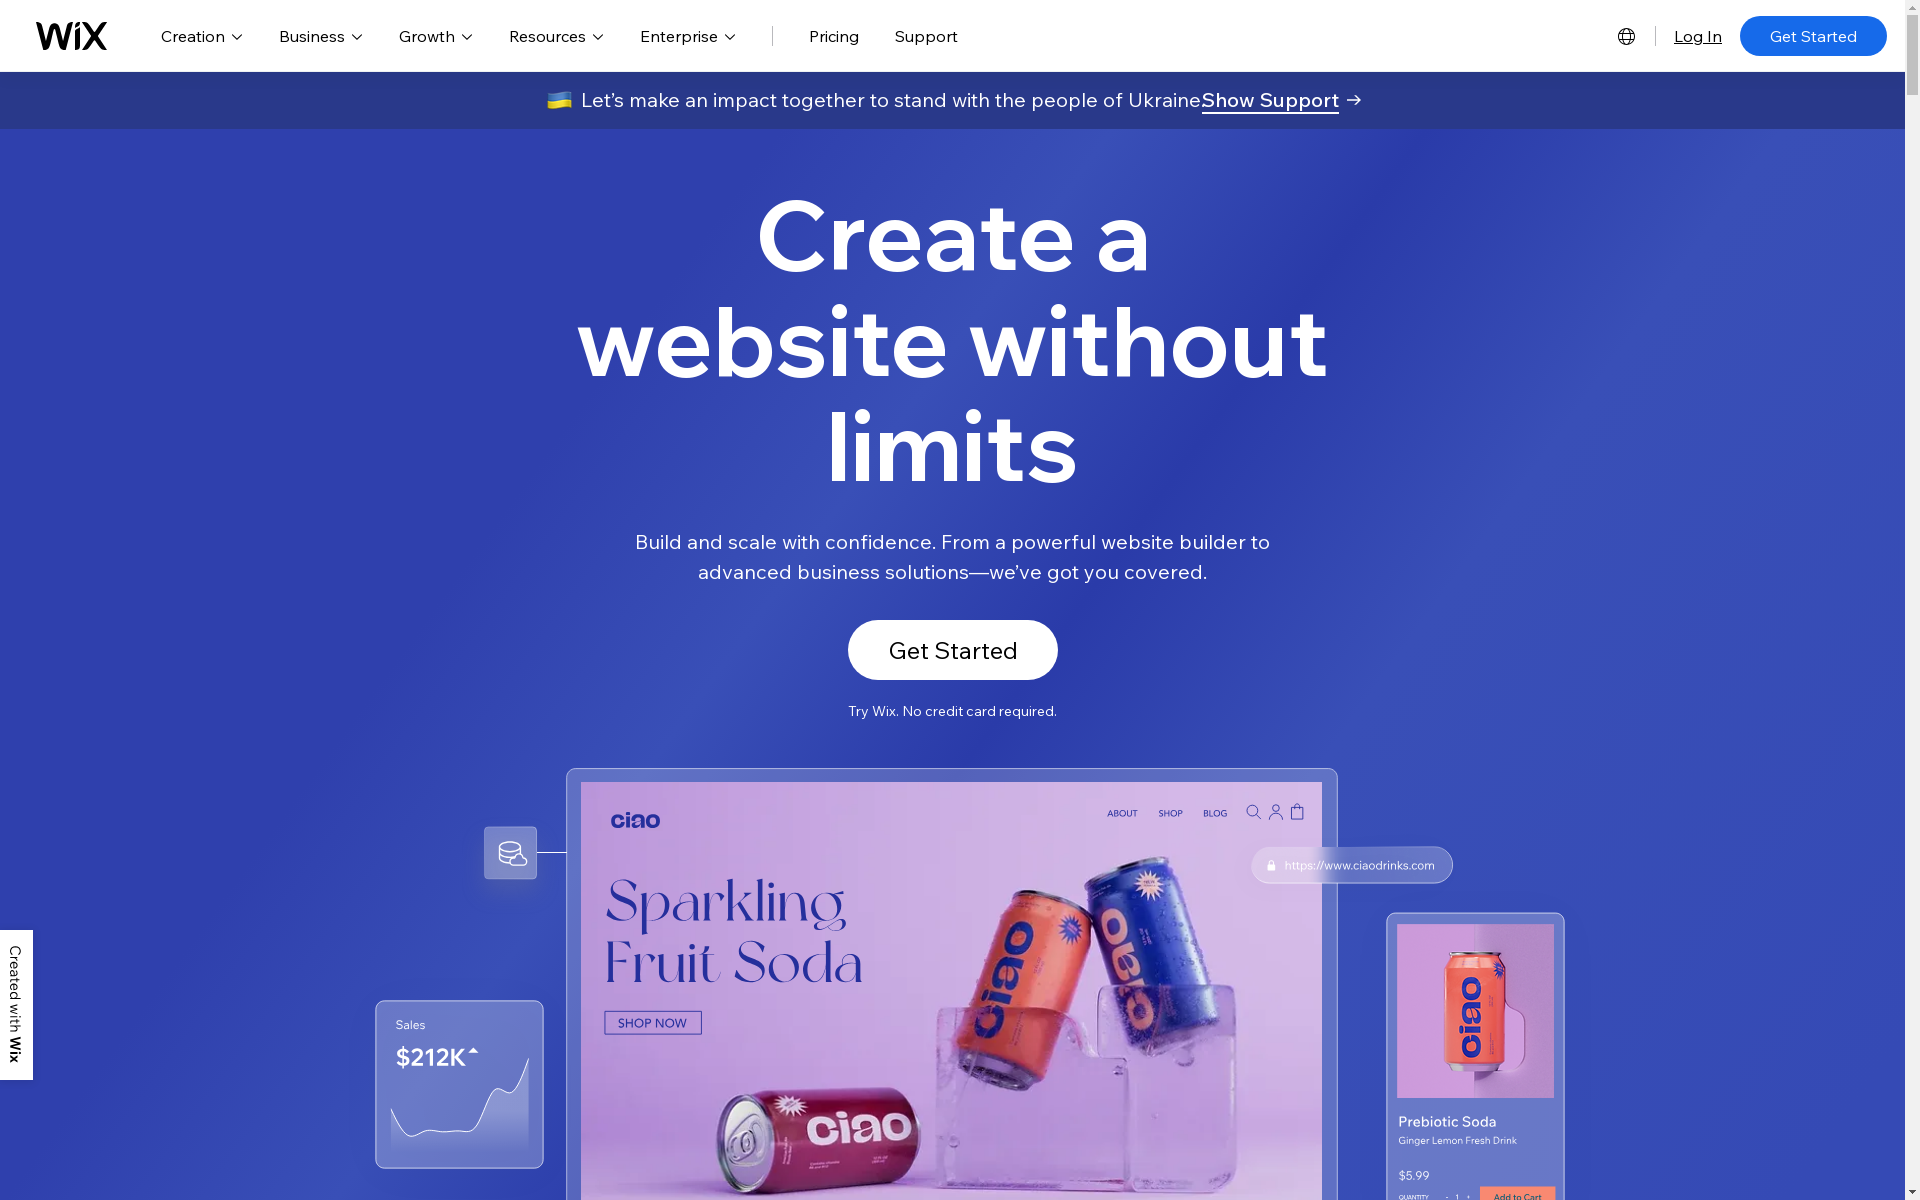 WiX
Creation
Business
Growth
Resources
Enterprise
Pricing
Support
Log In
Get Started
Let’s make an impact together to stand with the people of Ukraine
Show Support →
Create a
website without
limits
Build and scale with confidence. From a powerful website builder to
advanced business solutions—we’ve got you covered.
Get Started
Try Wix. No credit card required.
ciao
ABOUT
SHOP
BLOG
https://www.ciaodrinks.com
Sparkling
Fruit Soda
SHOP NOW
ciao
ciao
ciao
ciao
Created with Wix
Sales
$212K
Prebiotic Soda
Ginger Lemon Fresh Drink
$5.99
QUANTITY
- 1 +
Add to Cart